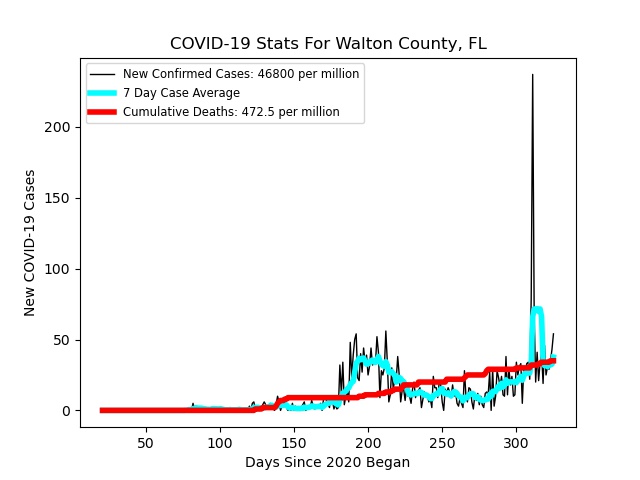 COVID-19 Stats For Walton County, FL
New Confirmed Cases: 46800 per million
7 Day Case Average
Cumulative Deaths: 472.5 per million
New COVID-19 Cases
200
150
100
50
0
50 100 150 200 250 300
Days Since 2020 Began